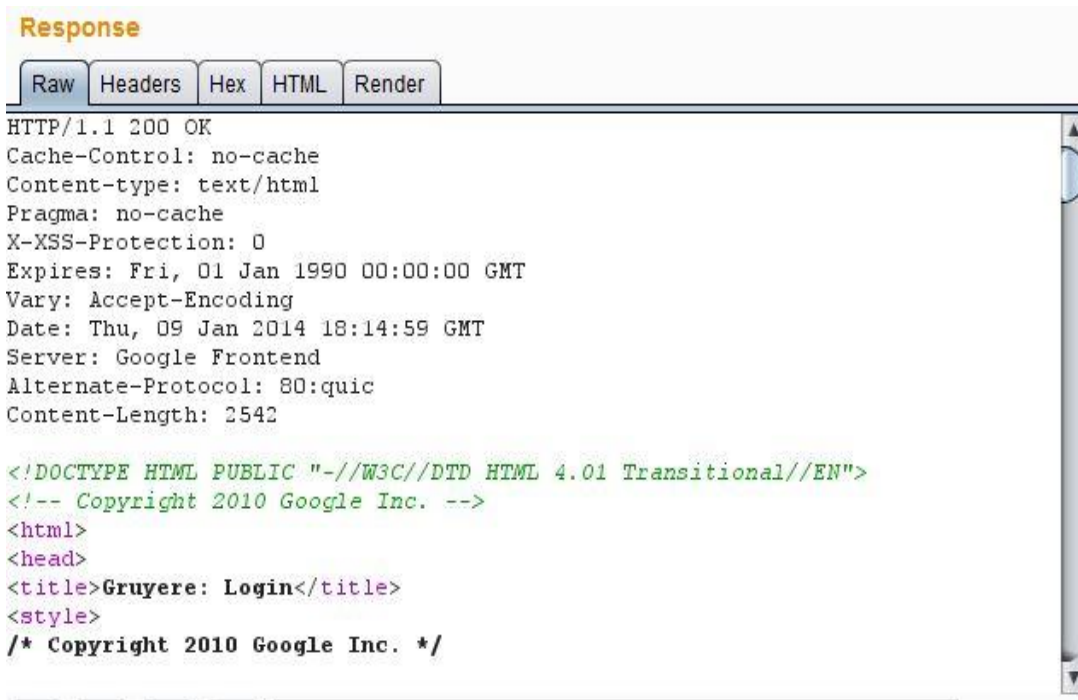 Response
Raw Headers Hex HTML Render
HTTP/1.1 200 OK
Cache-Control: no-cache
Content-type: text/html
Pragma: no-cache
X-XSS-Protection: 0
Expires: Fri, 01 Jan 1990 00:00:00 GMT
Vary: Accept-Encoding
Date: Thu, 09 Jan 2014 18:14:59 GMT
Server: Google Frontend
Alternate-Protocol: 80:quic
Content-Length: 2542
<!DOCTYPE HTML PUBLIC "-//W3C//DTD HTML 4.01 Transitional//EN">
<!-- Copyright 2010 Google Inc. -->
<html>
<head>
<title>Gruyere: Login</title>
<style>
/* Copyright 2010 Google Inc. */